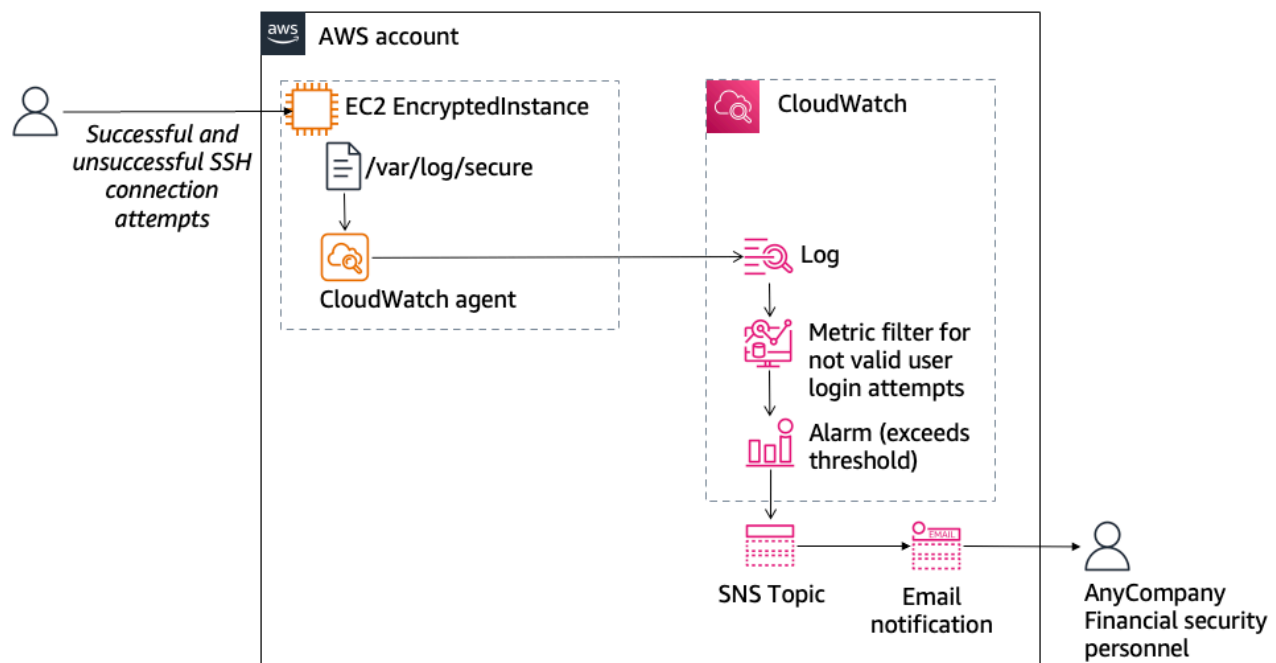 aws
AWS account
EC2 EncryptedInstance
CloudWatch
Successful and
unsuccessful SSH
connection
attempts
/var/log/secure
CloudWatch agent
Log
Metric filter for
not valid user
login attempts
Alarm (exceeds
threshold)
EMAIL
SNS Topic
Email
notification
AnyCompany
Financial security
personnel